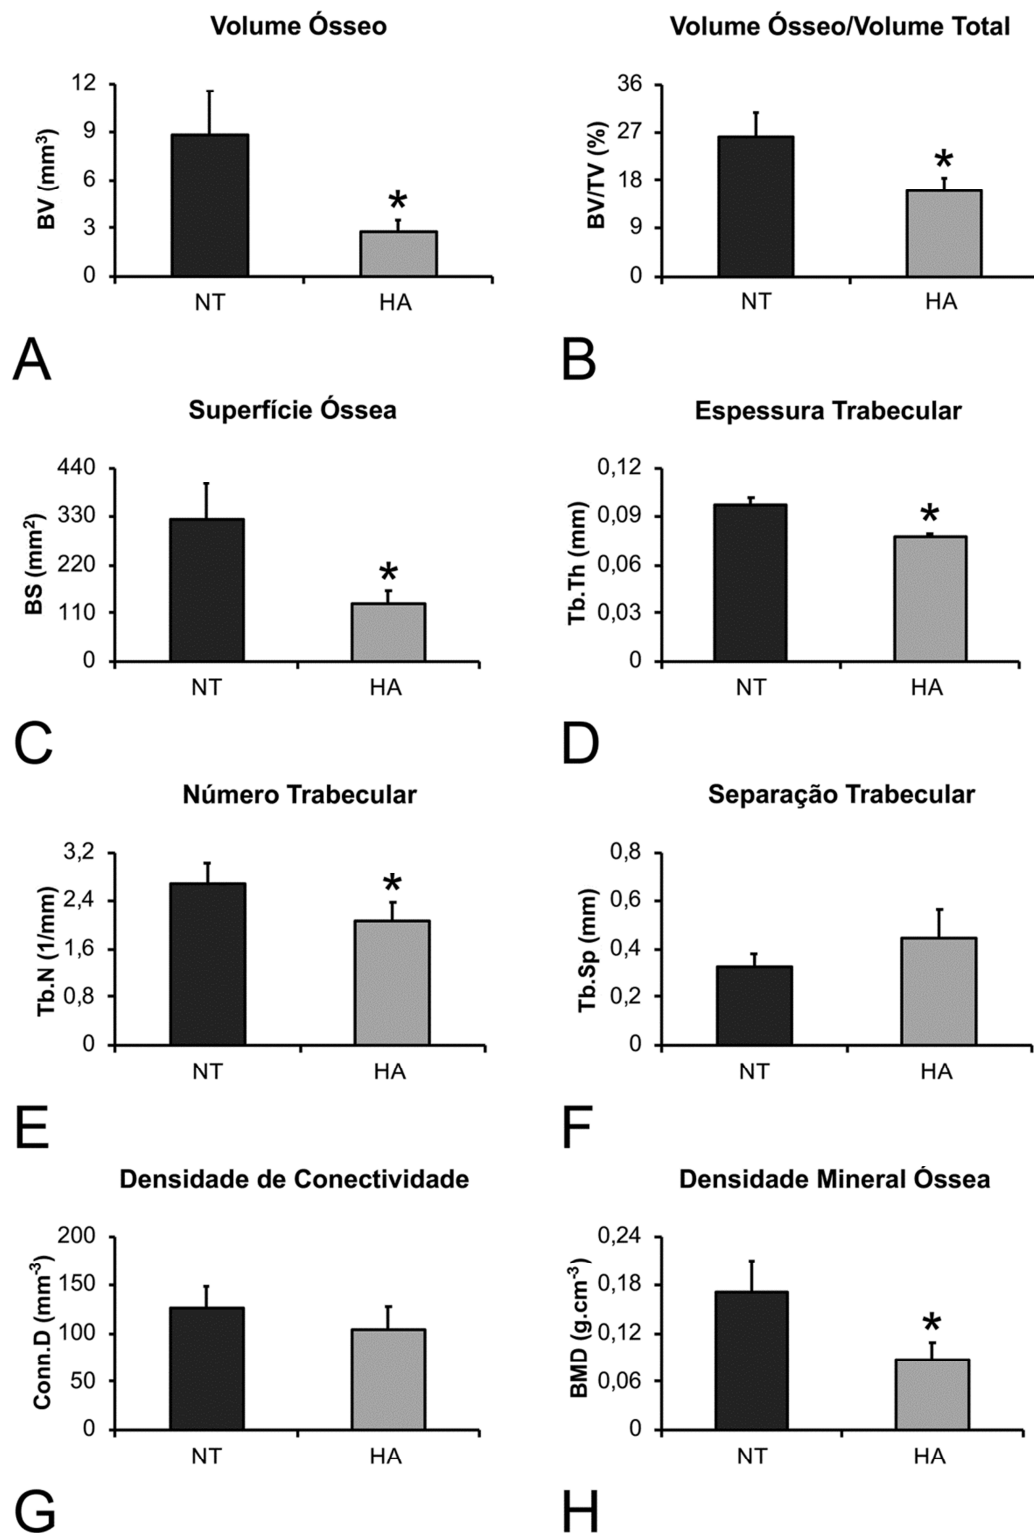 Volume Ósseo
BV (mm³)
12
9
6
3
0
*
NT HA
A
Volume Ósseo/Volume Total
BV/TV (%)
36
27
18
9
0
*
NT HA
B
Superfície Óssea
BS (mm²)
440
330
220
110
0
*
NT HA
C
Espessura Trabecular
Tb.Th (mm)
0,12
0,09
0,06
0,03
0
*
NT HA
D
Número Trabecular
Tb.N (1/mm)
3,2
2,4
1,6
0,8
0
*
NT HA
E
Separação Trabecular
Tb.Sp (mm)
0,8
0,6
0,4
0,2
0
NT HA
F
Densidade de Conectividade
Conn.D (mm⁻³)
200
150
100
50
0
NT HA
G
Densidade Mineral Óssea
BMD (g.cm⁻³)
0,24
0,18
0,12
0,06
0
*
NT HA
H